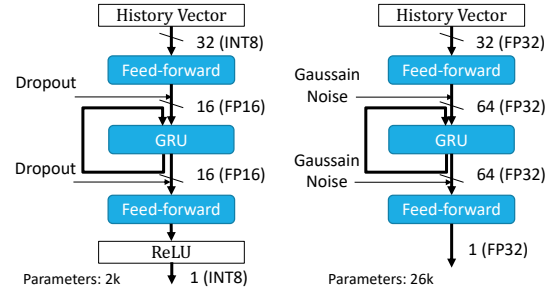 History Vector
32 (INT8)
Feed-forward
Dropout
16 (FP16)
GRU
Dropout
16 (FP16)
Feed-forward
ReLU
1 (INT8)
Parameters: 2k
History Vector
32 (FP32)
Feed-forward
Gaussain
Noise
64 (FP32)
GRU
Gaussain
Noise
64 (FP32)
Feed-forward
1 (FP32)
Parameters: 26k